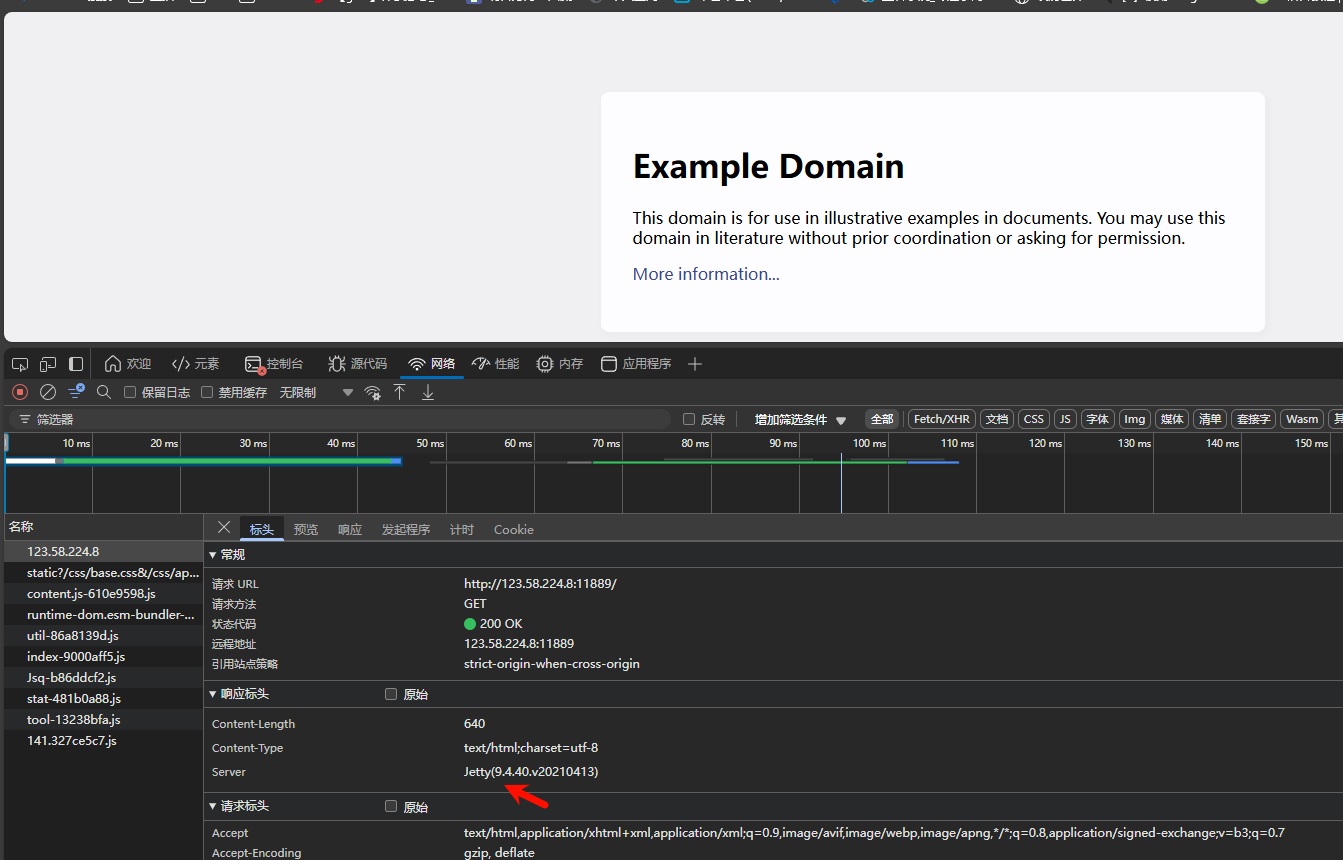 Example Domain
This domain is for use in illustrative examples in documents. You may use this
domain in literature without prior coordination or asking for permission.
More information...
欢迎 元素 控制台 源代码 网络 性能 内存 应用程序
保留日志 禁用缓存 无限制
筛选器 反转 增加筛选条件 全部 Fetch/XHR 文档 CSS JS 字体 Img 媒体 清单 套接字 Wasm
10 ms 20 ms 30 ms 40 ms 50 ms 60 ms 70 ms 80 ms 90 ms 100 ms 110 ms 120 ms 130 ms 140 ms 150 ms
名称 标头 预览 响应 发起程序 计时 Cookie
123.58.224.8
static?/css/base.css&/css/ap...
content.js-610e9598.js
runtime-dom.esm-bundler-...
util-86a8139d.js
index-9000aff5.js
Jsq-b86ddcf2.js
stat-481b0a88.js
tool-13238bfa.js
141.327ce5c7.js
常规
请求 URL http://123.58.224.8:11889/
请求方法 GET
状态代码 200 OK
远程地址 123.58.224.8:11889
引用站点策略 strict-origin-when-cross-origin
响应标头 原始
Content-Length 640
Content-Type text/html;charset=utf-8
Server Jetty(9.4.40.v20210413)
请求标头 原始
Accept text/html,application/xhtml+xml,application/xml;q=0.9,image/avif,image/webp,image/apng,*/*;q=0.8,application/signed-exchange;v=b3;q=0.7
Accept-Encoding gzip, deflate